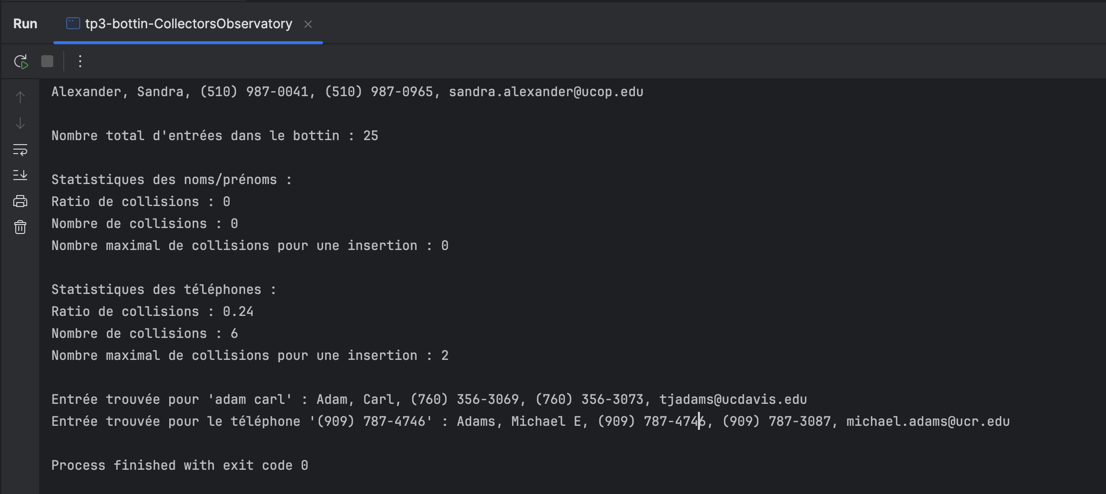 Run tp3-bottin-CollectorsObservatory
Alexander, Sandra, (510) 987-0041, (510) 987-0965, sandra.alexander@ucop.edu
Nombre total d'entrées dans le bottin : 25
Statistiques des noms/prénoms :
Ratio de collisions : 0
Nombre de collisions : 0
Nombre maximal de collisions pour une insertion : 0
Statistiques des téléphones :
Ratio de collisions : 0.24
Nombre de collisions : 6
Nombre maximal de collisions pour une insertion : 2
Entrée trouvée pour 'adam carl' : Adam, Carl, (760) 356-3069, (760) 356-3073, tjadams@ucdavis.edu
Entrée trouvée pour le téléphone '(909) 787-4746' : Adams, Michael E, (909) 787-4746, (909) 787-3087, michael.adams@ucr.edu
Process finished with exit code 0